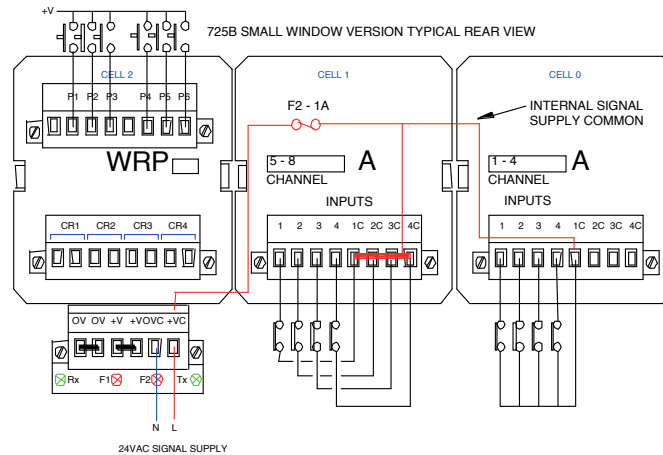 +V
725B SMALL WINDOW VERSION TYPICAL REAR VIEW
CELL 2
CELL 1
CELL 0
P1 P2 P3 P4 P5 P6
F2 - 1A
INTERNAL SIGNAL
SUPPLY COMMON
WRP
5 - 8 A
CHANNEL
1 - 4 A
CHANNEL
INPUTS
INPUTS
CR1 CR2 CR3 CR4
1 2 3 4 1C 2C 3C 4C
1 2 3 4 1C 2C 3C 4C
OV OV +V +V OVC +VC
Rx F1 F2 Tx
N L
24VAC SIGNAL SUPPLY